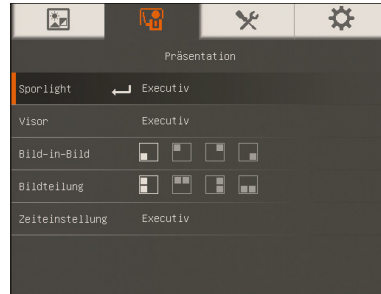 Präsentation
Sporlight Executiv
Visor Executiv
Bild-in-Bild
Bildteilung
Zeiteinstellung Executiv